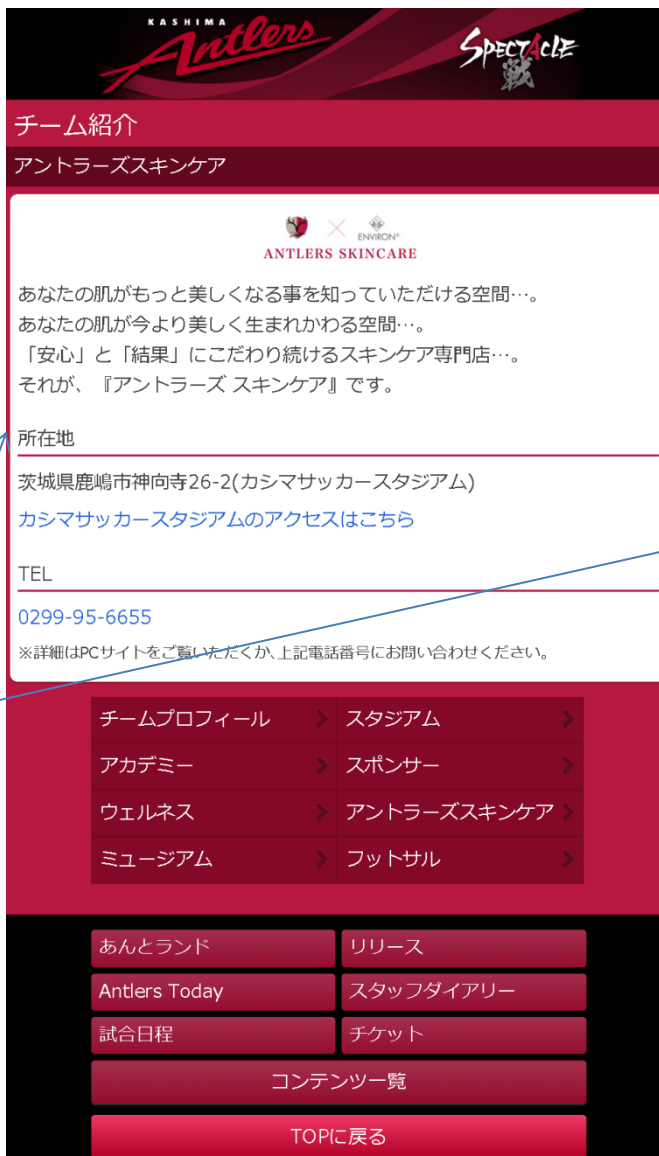 KASHIMA
Antlers
SPECTACLE
戦
チーム紹介
アントラーズスキンケア
ENVIRON®
ANTLERS SKINCARE
あなたの肌がもっと美しくなる事を知っていただける空間…。
あなたの肌が今より美しく生まれかわる空間…。
「安心」と「結果」にこだわり続けるスキンケア専門店…。
それが、『アントラーズ スキンケア』です。
所在地
茨城県鹿嶋市神向寺26-2(カシマサッカースタジアム)
カシマサッカースタジアムのアクセスはこちら
TEL
0299-95-6655
※詳細はPCサイトをご覧いただくか、上記電話番号にお問い合わせください。
チームプロフィール スタジアム
アカデミー スポンサー
ウェルネス アントラーズスキンケア
ミュージアム フットサル
あんとランド リリース
Antlers Today スタッフダイアリー
試合日程 チケット
コンテンツ一覧
TOPに戻る